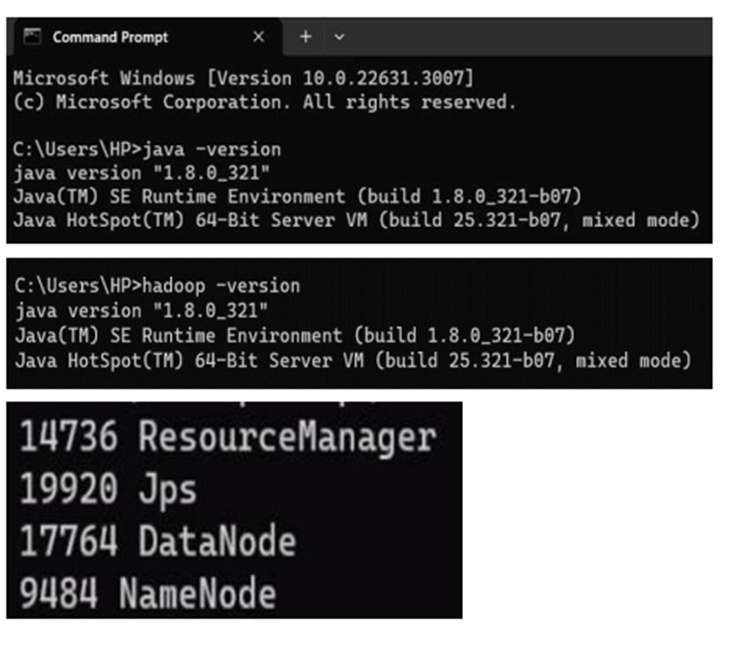 Command Prompt
Microsoft Windows [Version 10.0.22631.3007]
(c) Microsoft Corporation. All rights reserved.
C:\Users\HP>java -version
java version "1.8.0_321"
Java(TM) SE Runtime Environment (build 1.8.0_321-b07)
Java HotSpot(TM) 64-Bit Server VM (build 25.321-b07, mixed mode)
C:\Users\HP>hadoop -version
java version "1.8.0_321"
Java(TM) SE Runtime Environment (build 1.8.0_321-b07)
Java HotSpot(TM) 64-Bit Server VM (build 25.321-b07, mixed mode)
14736 ResourceManager
19920 Jps
17764 DataNode
9484 NameNode